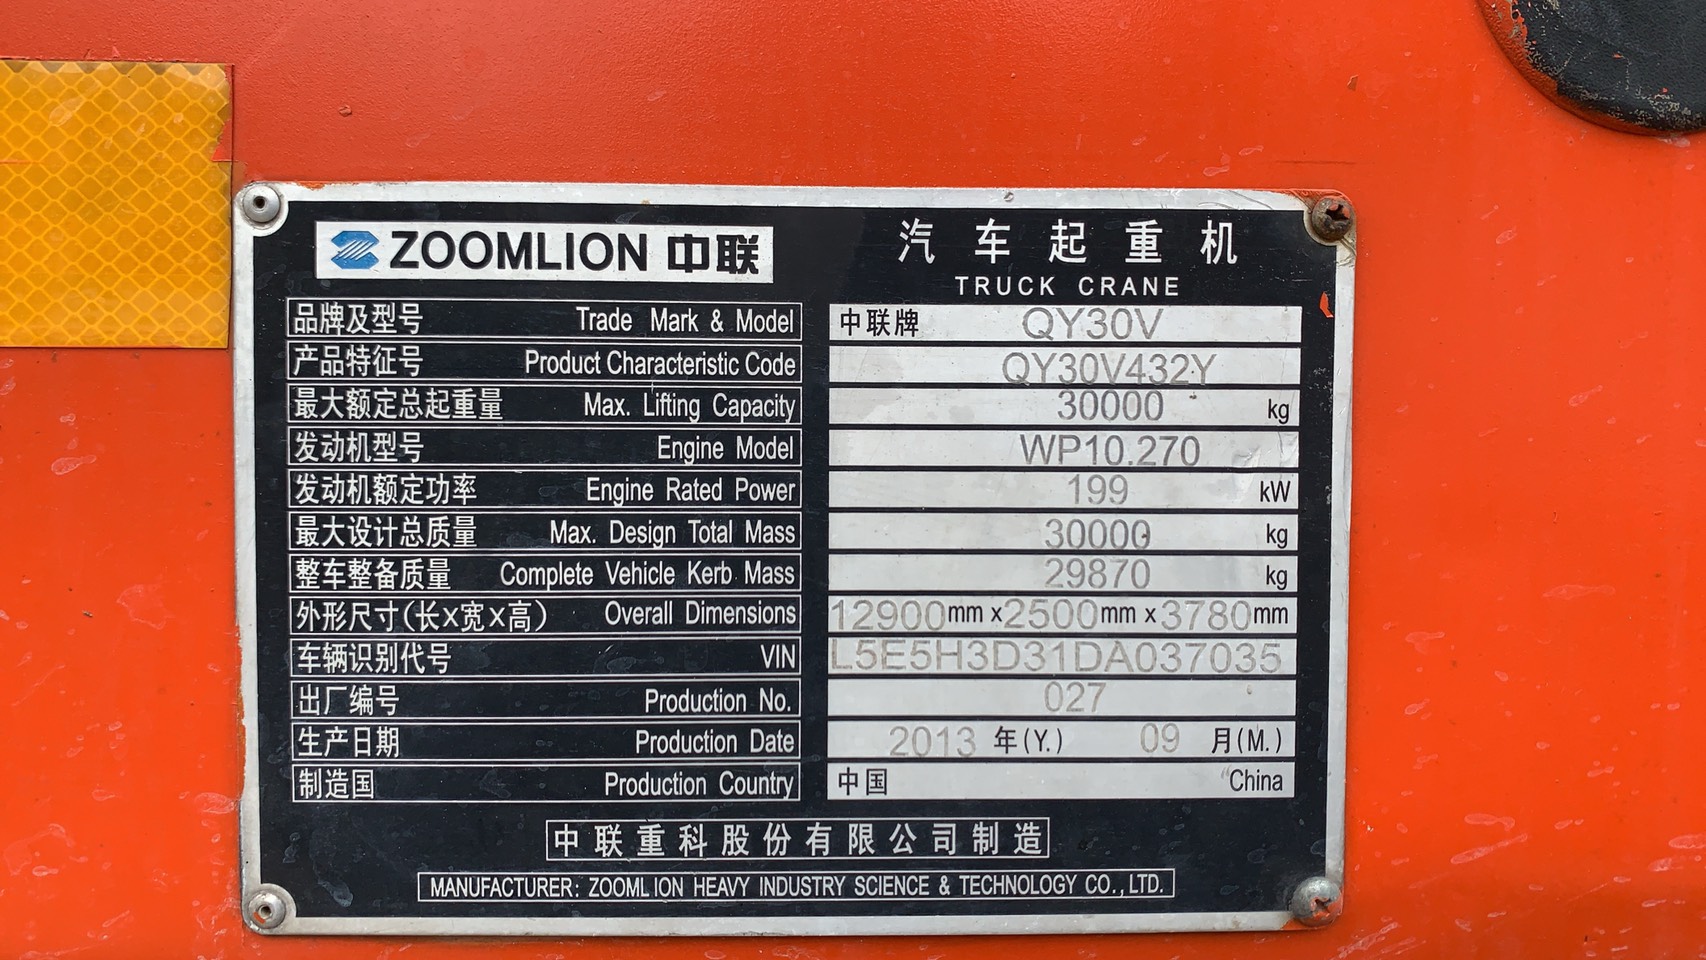 ZOOMLION 中联
汽车起重机
TRUCK CRANE
品牌及型号 Trade Mark & Model 中联牌 QY30V
产品特征号 Product Characteristic Code QY30V432Y
最大额定总起重量 Max. Lifting Capacity 30000 kg
发动机型号 Engine Model WP10.270
发动机额定功率 Engine Rated Power 199 kW
最大设计总质量 Max. Design Total Mass 30000 kg
整车整备质量 Complete Vehicle Kerb Mass 29870 kg
外形尺寸(长X宽X高) Overall Dimensions 12900mm x 2500mm x 3780mm
车辆识别代号 VIN L5E5H3D31DA037035
出厂编号 Production No. 027
生产日期 Production Date 2013 年(Y.) 09 月(M.)
制造国 Production Country 中国 China
中联重科股份有限公司制造
MANUFACTURER: ZOOMLION HEAVY INDUSTRY SCIENCE & TECHNOLOGY CO.,LTD.